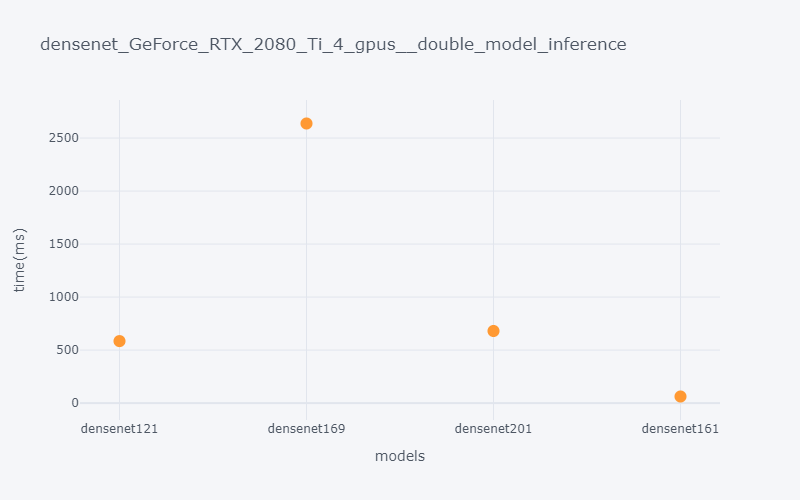 densenet_GeForce_RTX_2080_Ti_4_gpus__double_model_inference
2500
2000
1500
1000
500
0
time(ms)
densenet121
densenet169
densenet201
densenet161
models